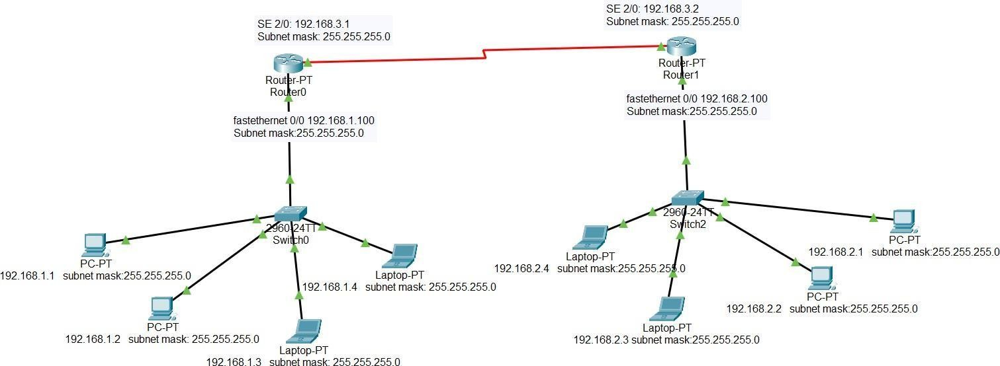 SE 2/0: 192.168.3.1
Subnet mask: 255.255.255.0
SE 2/0: 192.168.3.2
Subnet mask: 255.255.255.0
Router-PT
Router0
Router-PT
Router1
fastethernet 0/0 192.168.1.100
Subnet mask:255.255.255.0
fastethernet 0/0 192.168.2.100
Subnet mask:255.255.255.0
2960-24TT
Switch0
2960-24TT
Switch2
PC-PT
192.168.1.1 subnet mask:255.255.255.0
PC-PT
192.168.1.2 subnet mask: 255.255.255.0
Laptop-PT
192.168.1.3 subnet mask: 255.255.255.0
Laptop-PT
192.168.1.4 subnet mask: 255.255.255.0
Laptop-PT
192.168.2.4 subnet mask:255.255.255.0
Laptop-PT
192.168.2.3 subnet mask:255.255.255.0
PC-PT
192.168.2.2 subnet mask:255.255.255.0
PC-PT
192.168.2.1 subnet mask:255.255.255.0